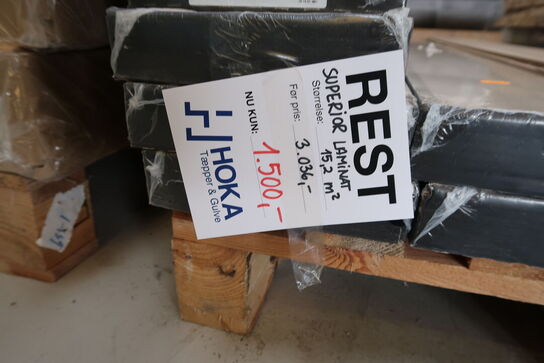 REST
SUPERIOR LAMINAT
Størrelse: 15,2 m²
Før pris: 3.036,-
NU KUN: 1.500,-
HOKA
Tæpper & Gulve